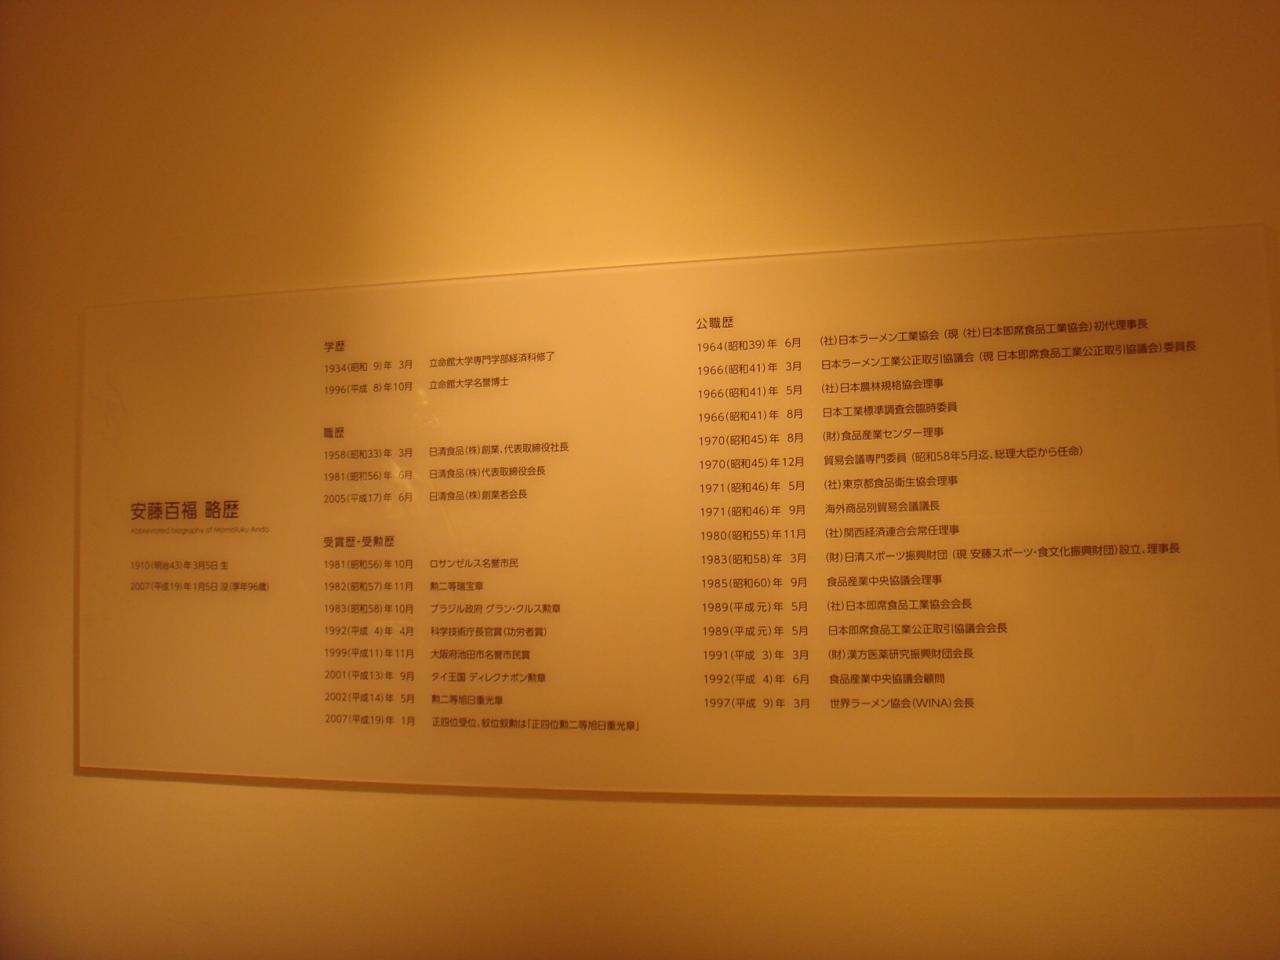 安藤百福 略歴
Abbreviated biography of Momofuku Ando
1910(明治43)年3月5日 生
2007(平成19)年1月5日 没(享年96歳)
学歴
1934(昭和 9)年 3月 立命館大学専門学部経済科修了
1996(平成 8)年10月 立命館大学名誉博士
職歴
1958(昭和33)年 3月 日清食品(株)創業、代表取締役社長
1981(昭和56)年 6月 日清食品(株)代表取締役会長
2005(平成17)年 6月 日清食品(株)創業者会長
受賞歴・受勲歴
1981(昭和56)年10月 ロサンゼルス名誉市民
1982(昭和57)年11月 勲二等瑞宝章
1983(昭和58)年10月 ブラジル政府 グラン・クルス勲章
1992(平成 4)年 4月 科学技術庁長官賞(功労者賞)
1999(平成11)年11月 大阪府池田市名誉市民賞
2001(平成13)年 9月 タイ王国 ディレクナポン勲章
2002(平成14)年 5月 勲二等旭日重光章
2007(平成19)年 1月 正四位受位、叙位叙勲は「正四位勲二等旭日重光章」
公職歴
1964(昭和39)年 6月 (社)日本ラーメン工業協会 (現 (社)日本即席食品工業協会)初代理事長
1966(昭和41)年 3月 日本ラーメン工業公正取引協議会 (現 日本即席食品工業公正取引協議会)委員長
1966(昭和41)年 5月 (社)日本農林規格協会理事
1966(昭和41)年 8月 日本工業標準調査会臨時委員
1970(昭和45)年 8月 (財)食品産業センター理事
1970(昭和45)年12月 貿易会議専門委員 (昭和58年5月迄、総理大臣から任命)
1971(昭和46)年 5月 (社)東京都食品衛生協会理事
1971(昭和46)年 9月 海外商品別貿易会議議長
1980(昭和55)年11月 (社)関西経済連合会常任理事
1983(昭和58)年 3月 (財)日清スポーツ振興財団 (現 安藤スポーツ・食文化振興財団)設立、理事長
1985(昭和60)年 9月 食品産業中央協議会理事
1989(平成元)年 5月 (社)日本即席食品工業協会会長
1989(平成元)年 5月 日本即席食品工業公正取引協議会会長
1991(平成 3)年 3月 (財)漢方医薬研究振興財団会長
1992(平成 4)年 6月 食品産業中央協議会顧問
1997(平成 9)年 3月 世界ラーメン協会(WINA)会長